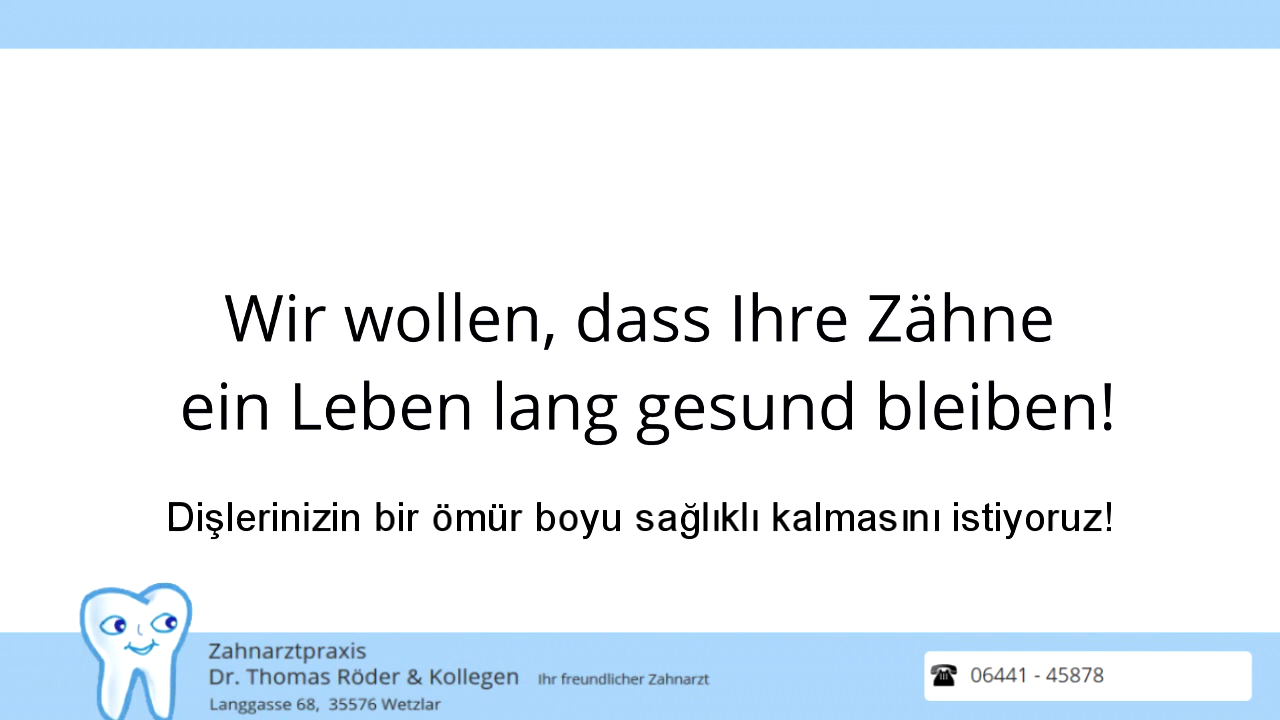 Wir wollen, dass Ihre Zähne
ein Leben lang gesund bleiben!
Dişlerinizin bir ömür boyu sağlıklı kalmasını istiyoruz!
Zahnarztpraxis
Dr. Thomas Röder & Kollegen Ihr freundlicher Zahnarzt
Langgasse 68, 35576 Wetzlar
06441 - 45878